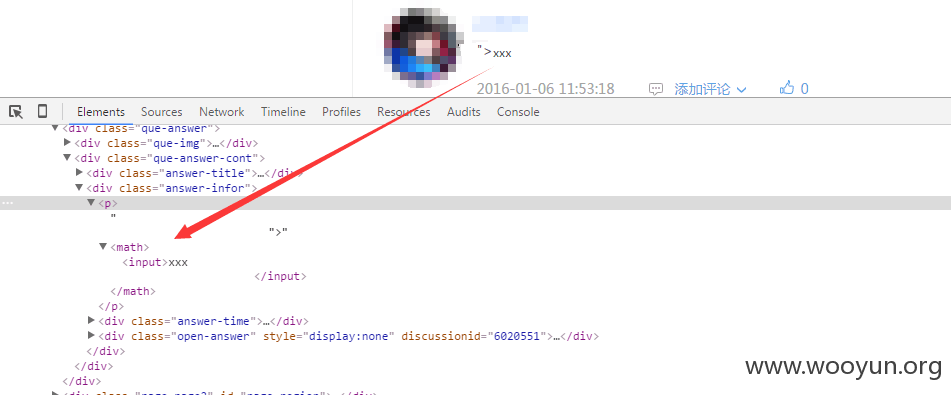 ">xxx
2016-01-06 11:53:18 添加评论 0
Elements Sources Network Timeline Profiles Resources Audits Console
▼<div class="que-answer">
▶<div class="que-img">…</div>
▼<div class="que-answer-cont">
▶<div class="answer-title">…</div>
▼<div class="answer-infor">
… ▼<p>
"
">"
▼<math>
<input>xxx
</input>
</math>
</p>
▶<div class="answer-time">…</div>
▶<div class="open-answer" style="display:none" discussionid="6020551">…</div>
</div>
</div>
</div>
www.wooyun.org